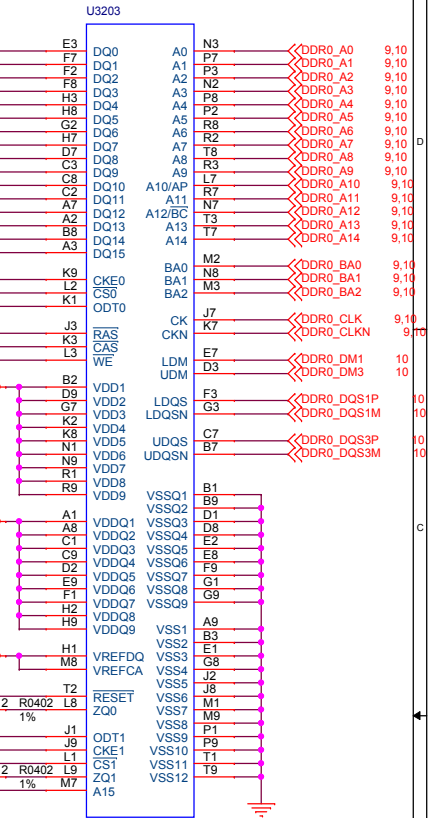 U3203
E3 DQ0 A0 N3 DDR0_A0 9,10
F7 DQ1 A1 P7 DDR0_A1 9,10
F2 DQ2 A2 P3 DDR0_A2 9,10
F8 DQ3 A3 N2 DDR0_A3 9,10
H3 DQ4 A4 P8 DDR0_A4 9,10
H8 DQ5 A5 P2 DDR0_A5 9,10
G2 DQ6 A6 R8 DDR0_A6 9,10
H7 DQ7 A7 R2 DDR0_A7 9,10 D
D7 DQ8 A8 T8 DDR0_A8 9,10
C3 DQ9 A9 R3 DDR0_A9 9,10
C8 DQ10 A10/AP L7 DDR0_A10 9,10
C2 DQ11 A11 R7 DDR0_A11 9,10
A7 DQ12 A12/BC N7 DDR0_A12 9,10
A2 DQ13 A13 T3 DDR0_A13 9,10
B8 DQ14 A14 T7 DDR0_A14 9,10
A3 DQ15
BA0 M2 DDR0_BA0 9,10
K9 CKE0 BA1 N8 DDR0_BA1 9,10
L2 CS0 BA2 M3 DDR0_BA2 9,10
K1 ODT0
CK J7 DDR0_CLK 9,10
J3 RAS CKN K7 DDR0_CLKN 9,10
K3 CAS
L3 WE LDM E7 DDR0_DM1 10
UDM D3 DDR0_DM3 10
B2 VDD1
D9 VDD2 LDQS F3 DDR0_DQS1P 10
G7 VDD3 LDQSN G3 DDR0_DQS1M 10
K2 VDD4
K8 VDD5 UDQS C7 DDR0_DQS3P 10
N1 VDD6 UDQSN B7 DDR0_DQS3M 10
N9 VDD7
R1 VDD8
R9 VDD9 VSSQ1 B1
VSSQ2 B9
A1 VDDQ1 VSSQ3 D1
A8 VDDQ2 VSSQ4 D8 C
C1 VDDQ3 VSSQ5 E2
C9 VDDQ4 VSSQ6 E8
D2 VDDQ5 VSSQ7 F9
E9 VDDQ6 VSSQ8 G1
F1 VDDQ7 VSSQ9 G9
H2 VDDQ8
H9 VDDQ9 VSS1 A9
VSS2 B3
H1 VREFDQ VSS3 E1
M8 VREFCA VSS4 G8
VSS5 J2
T2 RESET VSS6 J8
2 R0402 L8 ZQ0 VSS7 M1
1% VSS8 M9
J1 ODT1 VSS9 P1
J9 CKE1 VSS10 P9
L1 CS1 VSS11 T1
2 R0402 L9 ZQ1 VSS12 T9
1% M7 A15